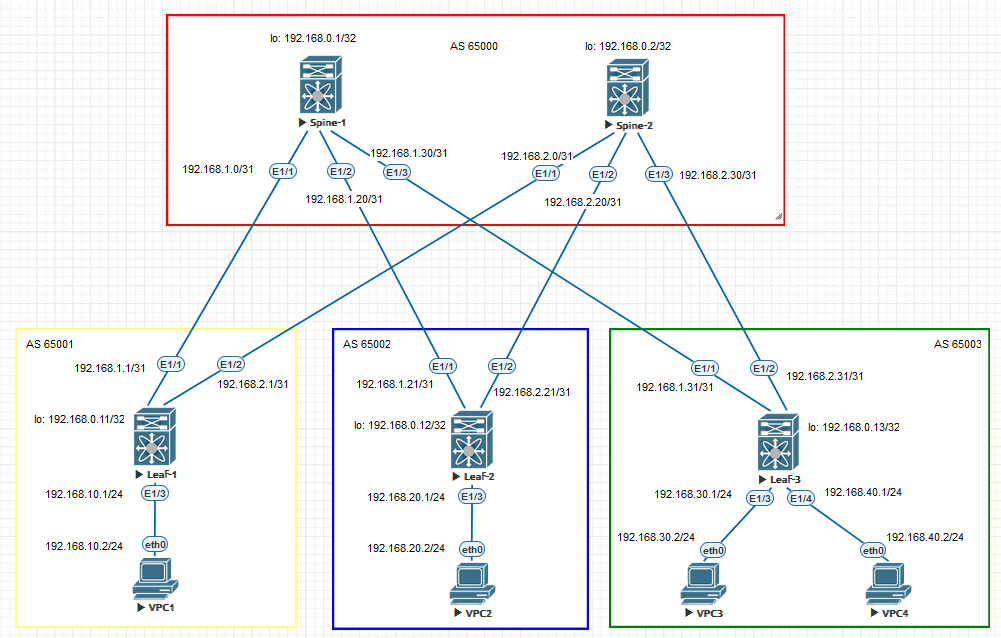 lo: 192.168.0.1/32
AS 65000
lo: 192.168.0.2/32
Spine-1
Spine-2
192.168.1.0/31
E1/1
E1/2
192.168.1.30/31
E1/3
192.168.1.20/31
192.168.2.0/31
E1/1
E1/2
E1/3
192.168.2.30/31
192.168.2.20/31
AS 65001
192.168.1.1/31
E1/1
E1/2
192.168.2.1/31
lo: 192.168.0.11/32
Leaf-1
192.168.10.1/24
E1/3
192.168.10.2/24
eth0
VPC1
AS 65002
192.168.1.21/31
E1/1
E1/2
192.168.2.21/31
lo: 192.168.0.12/32
Leaf-2
192.168.20.1/24
E1/3
192.168.20.2/24
eth0
VPC2
AS 65003
E1/1
E1/2
192.168.1.31/31
192.168.2.31/31
lo: 192.168.0.13/32
Leaf-3
192.168.30.1/24
E1/3
E1/4
192.168.40.1/24
192.168.30.2/24
eth0
eth0
192.168.40.2/24
VPC3
VPC4